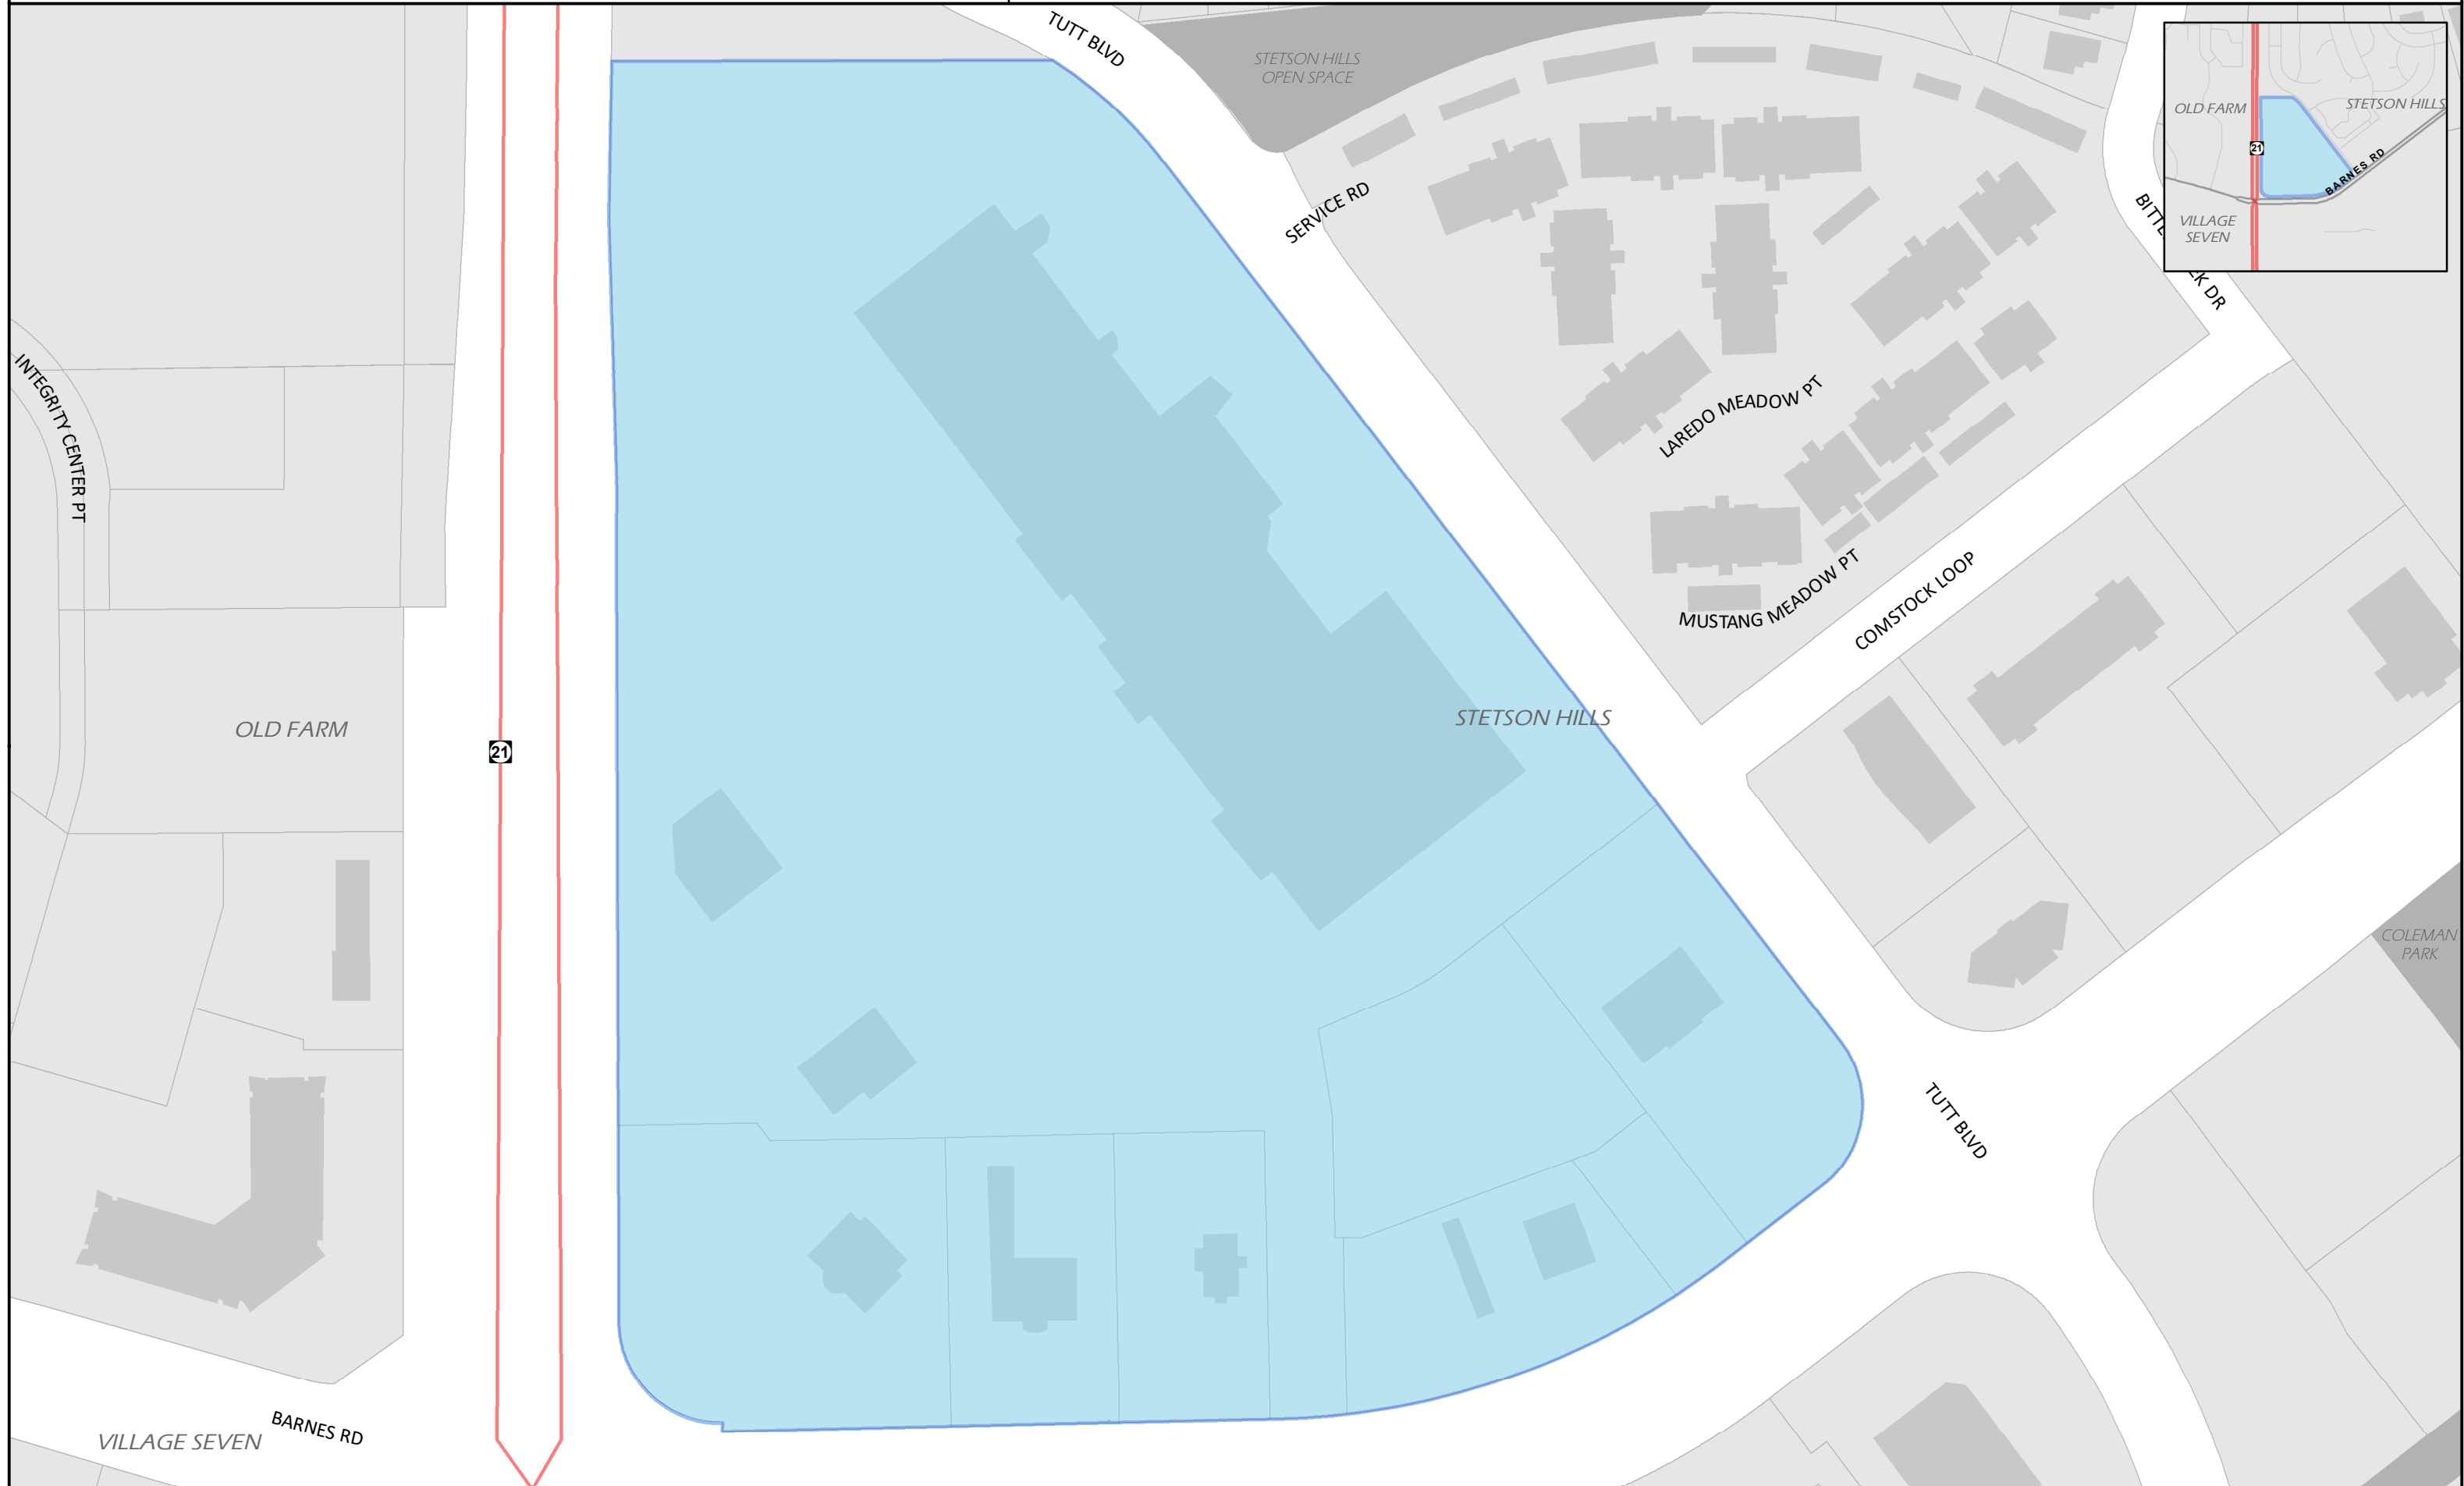 TUTT BLVD
STETSON HILLS
OPEN SPACE
OLD FARM
STETSON HILLS
21
BARNES RD
VILLAGE
SEVEN
SERVICE RD
DR
INTEGRITY CENTER PT
LAREDO MEADOW PT
MUSTANG MEADOW PT
COMSTOCK LOOP
STETSON HILLS
OLD FARM
21
COLEMAN
PARK
TUTT BLVD
BARNES RD
VILLAGE SEVEN